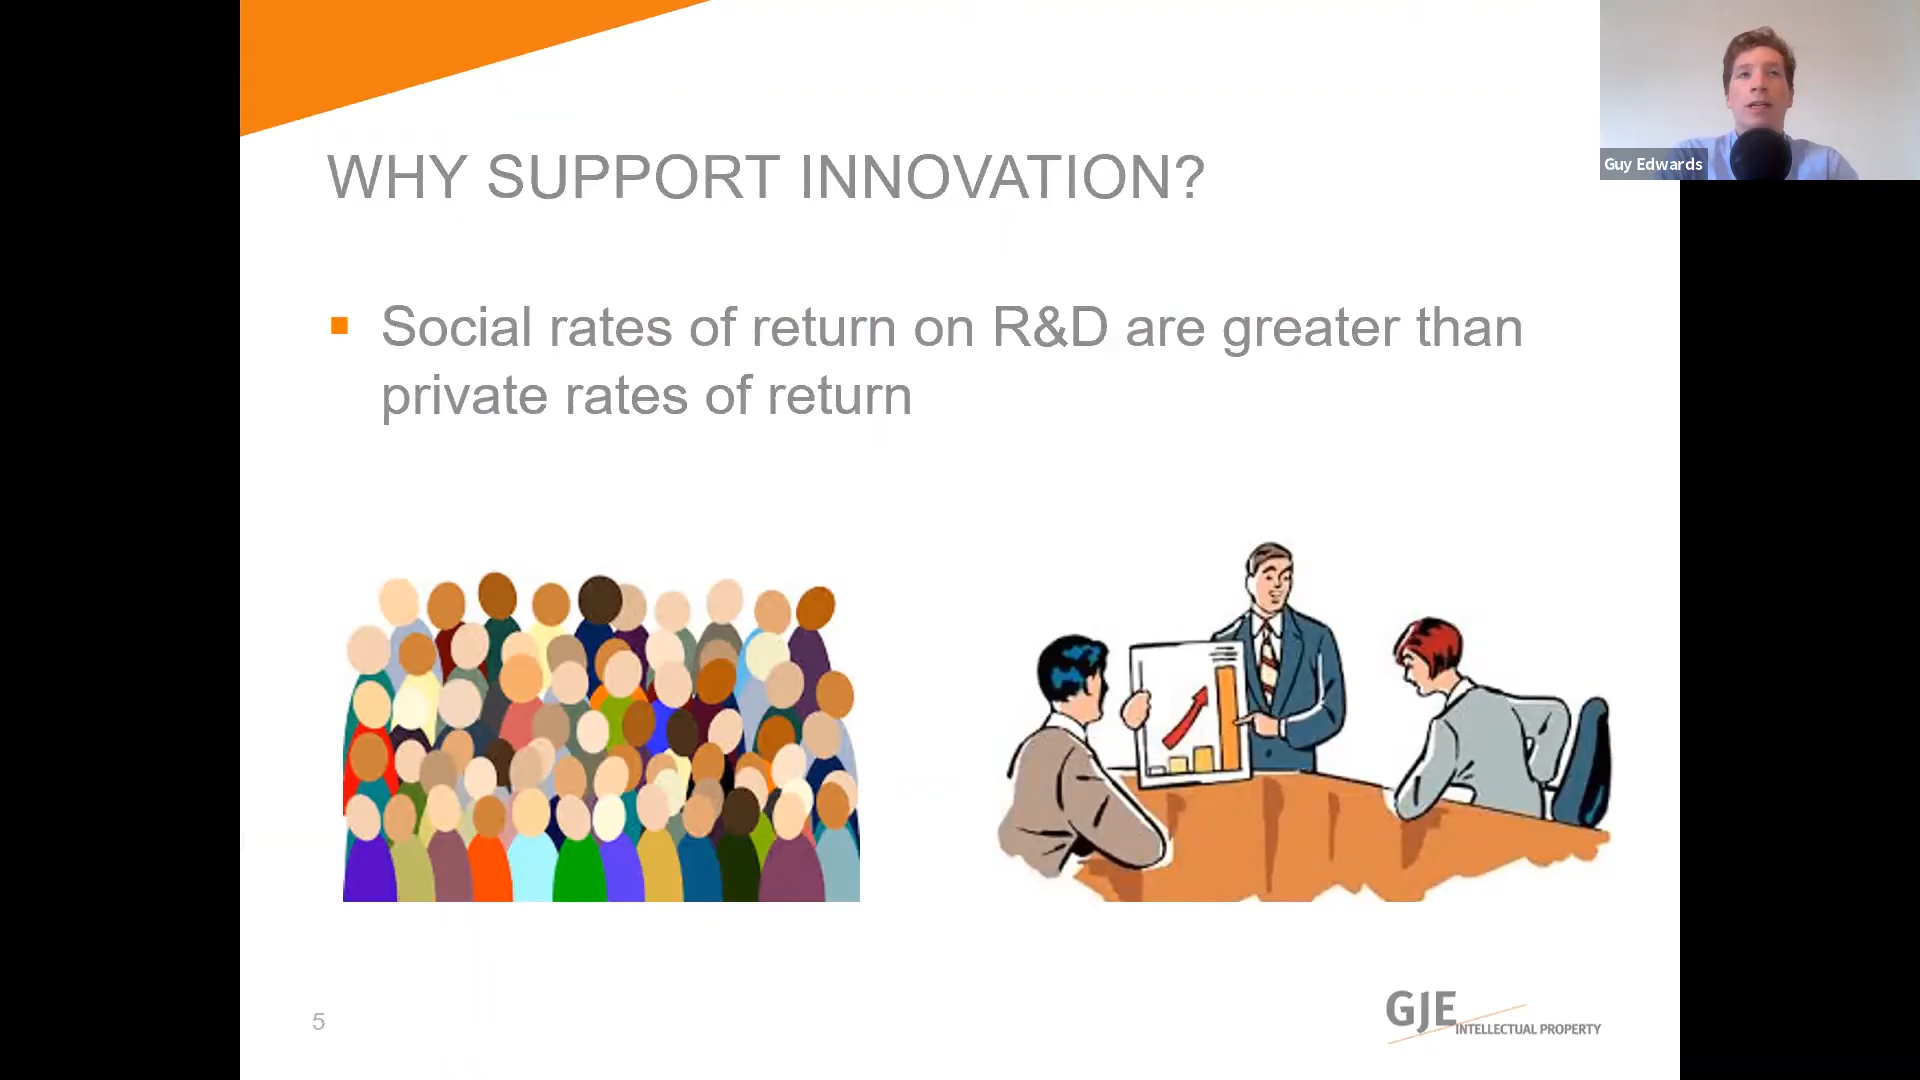 WHY SUPPORT INNOVATION?
Guy Edwards
▪ Social rates of return on R&D are greater than
private rates of return
5
GJE
INTELLECTUAL PROPERTY